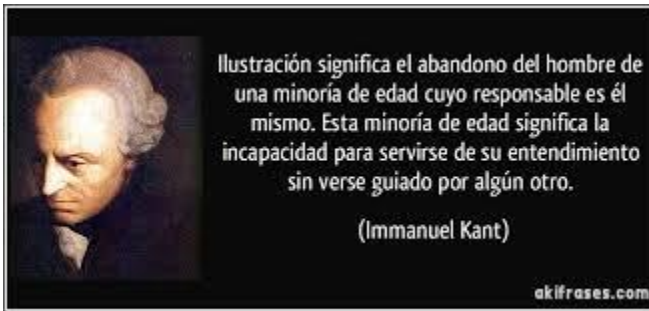 Ilustración significa el abandono del hombre de
una minoría de edad cuyo responsable es él
mismo. Esta minoría de edad significa la
incapacidad para servirse de su entendimiento
sin verse guiado por algún otro.
(Immanuel Kant)
akifrases.com